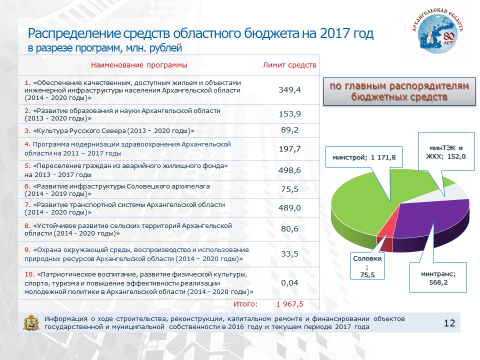 Распределение средств областного бюджета на 2017 год
в разрезе программ, млн. рублей
АРХАНГЕЛЬСКАЯ ОБЛАСТЬ
80
ЛЕТ
Наименование программы
Лимит средств
1. «Обеспечение качественным, доступным жильем и объектами
инженерной инфраструктуры населения Архангельской области
(2014 - 2020 годы)»
349,4
2. «Развитие образования и науки Архангельской области
(2013 - 2020 годы)»
153,9
3. «Культура Русского Севера (2013 – 2020 годы)»
89,2
4. Программа модернизации здравоохранения Архангельской
области на 2011 – 2017 годы
197,7
5. «Переселение граждан из аварийного жилищного фонда»
на 2013 - 2017 годы
498,6
6. «Развитие инфраструктуры Соловецкого архипелага
(2014 - 2019 годы)»
75,5
7. «Развитие транспортной системы Архангельской области
(2014 - 2020 годы)»
489,0
8. «Устойчивое развитие сельских территорий Архангельской
области (2014 – 2020 годы)»
80,6
9. «Охрана окружающей среды, воспроизводство и использование
природных ресурсов Архангельской области (2014 – 2020 годы)»
33,5
10. «Патриотическое воспитание, развитие физической культуры,
спорта, туризма и повышение эффективности реализации
молодежной политики в Архангельской области (2014 - 2020 годы)»
0,04
Итого:
1 967,5
по главным распорядителям
бюджетных средств
минстрой; 1 171,8
минТЭК и
ЖКХ; 152,0
Соловки
;
75,5
минтранс;
568,2
Информация о ходе строительства, реконструкции, капитальном ремонте и финансировании объектов
государственной и муниципальной собственности в 2016 году и текущем периоде 2017 года
12